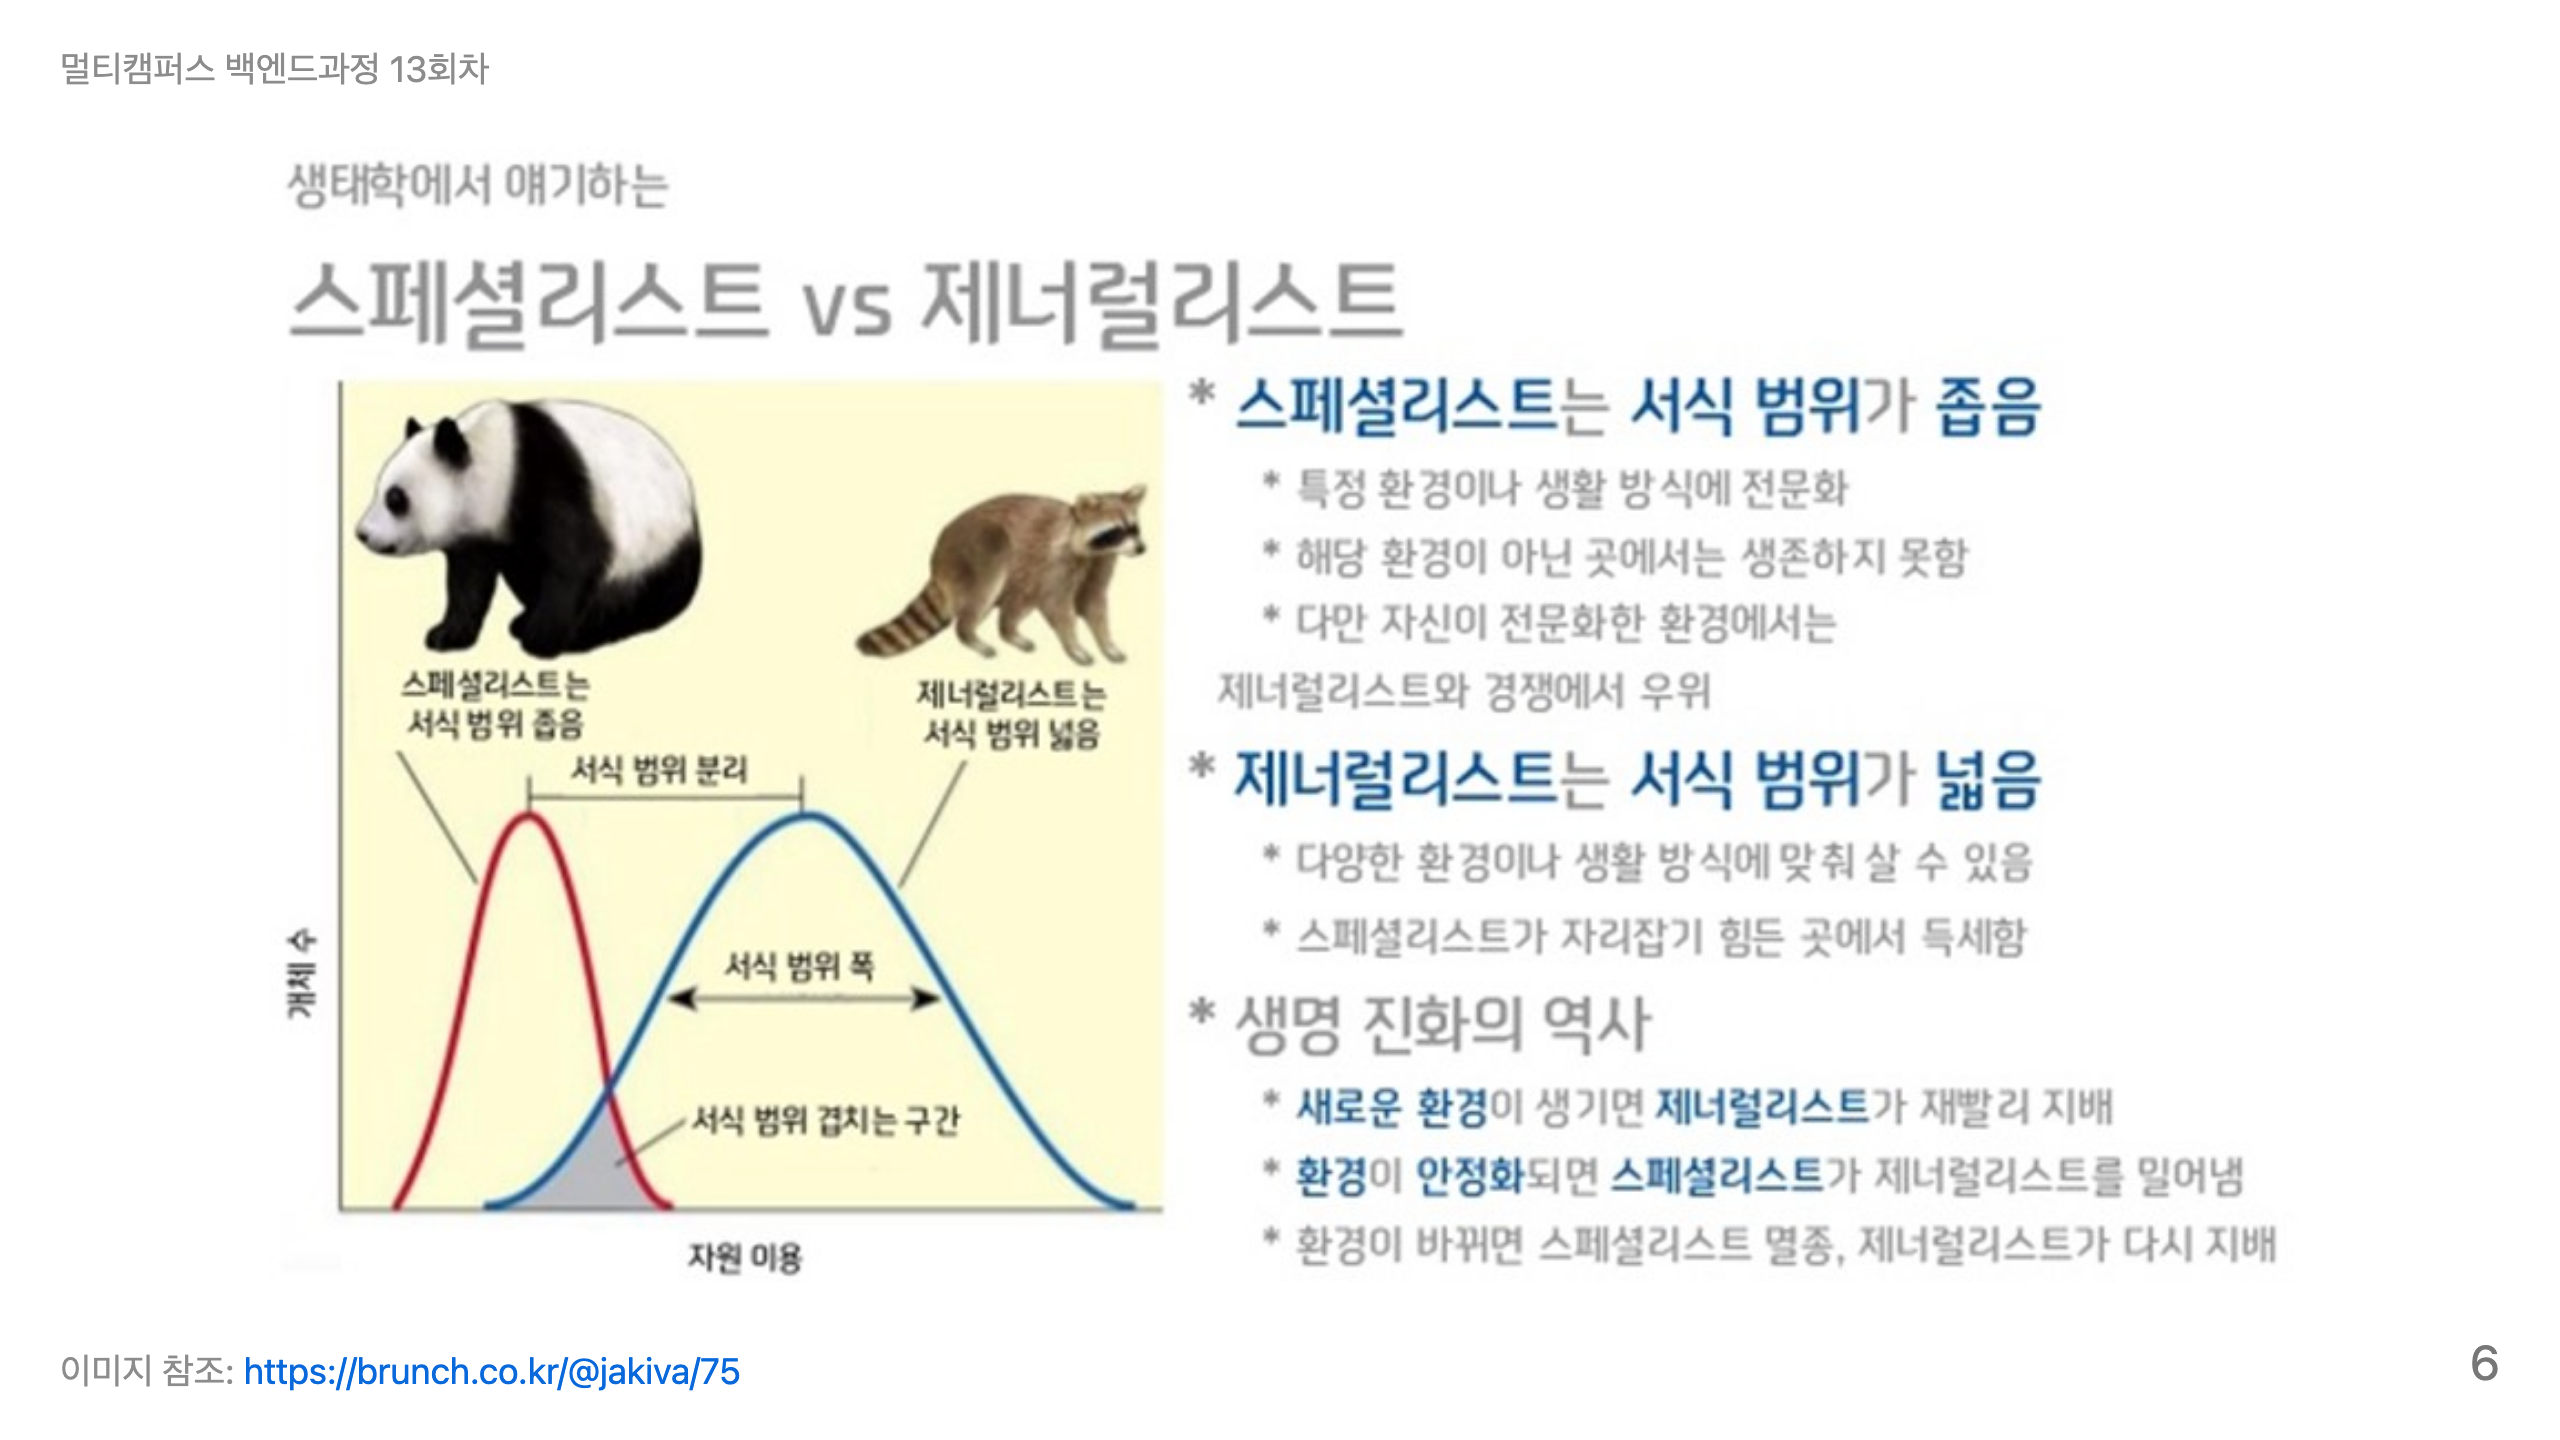 멀티캠퍼스 백엔드과정 13회차
생태학에서 얘기하는
스페셜리스트 vs 제너럴리스트
스페셜리스트는
서식 범위 좁음
제너럴리스트는
서식 범위 넓음
서식 범위 분리
서식 범위 폭
서식 범위 겹치는 구간
개체 수
자원 이용
* 스페셜리스트는 서식 범위가 좁음
* 특정 환경이나 생활 방식에 전문화
* 해당 환경이 아닌 곳에서는 생존하지 못함
* 다만 자신이 전문화한 환경에서는
제너럴리스트와 경쟁에서 우위
* 제너럴리스트는 서식 범위가 넓음
* 다양한 환경이나 생활 방식에 맞춰 살 수 있음
* 스페셜리스트가 자리잡기 힘든 곳에서 득세함
* 생명 진화의 역사
* 새로운 환경이 생기면 제너럴리스트가 재빨리 지배
* 환경이 안정화되면 스페셜리스트가 제너럴리스트를 밀어냄
* 환경이 바뀌면 스페셜리스트 멸종, 제너럴리스트가 다시 지배
이미지 참조: https://brunch.co.kr/@jakiva/75
6